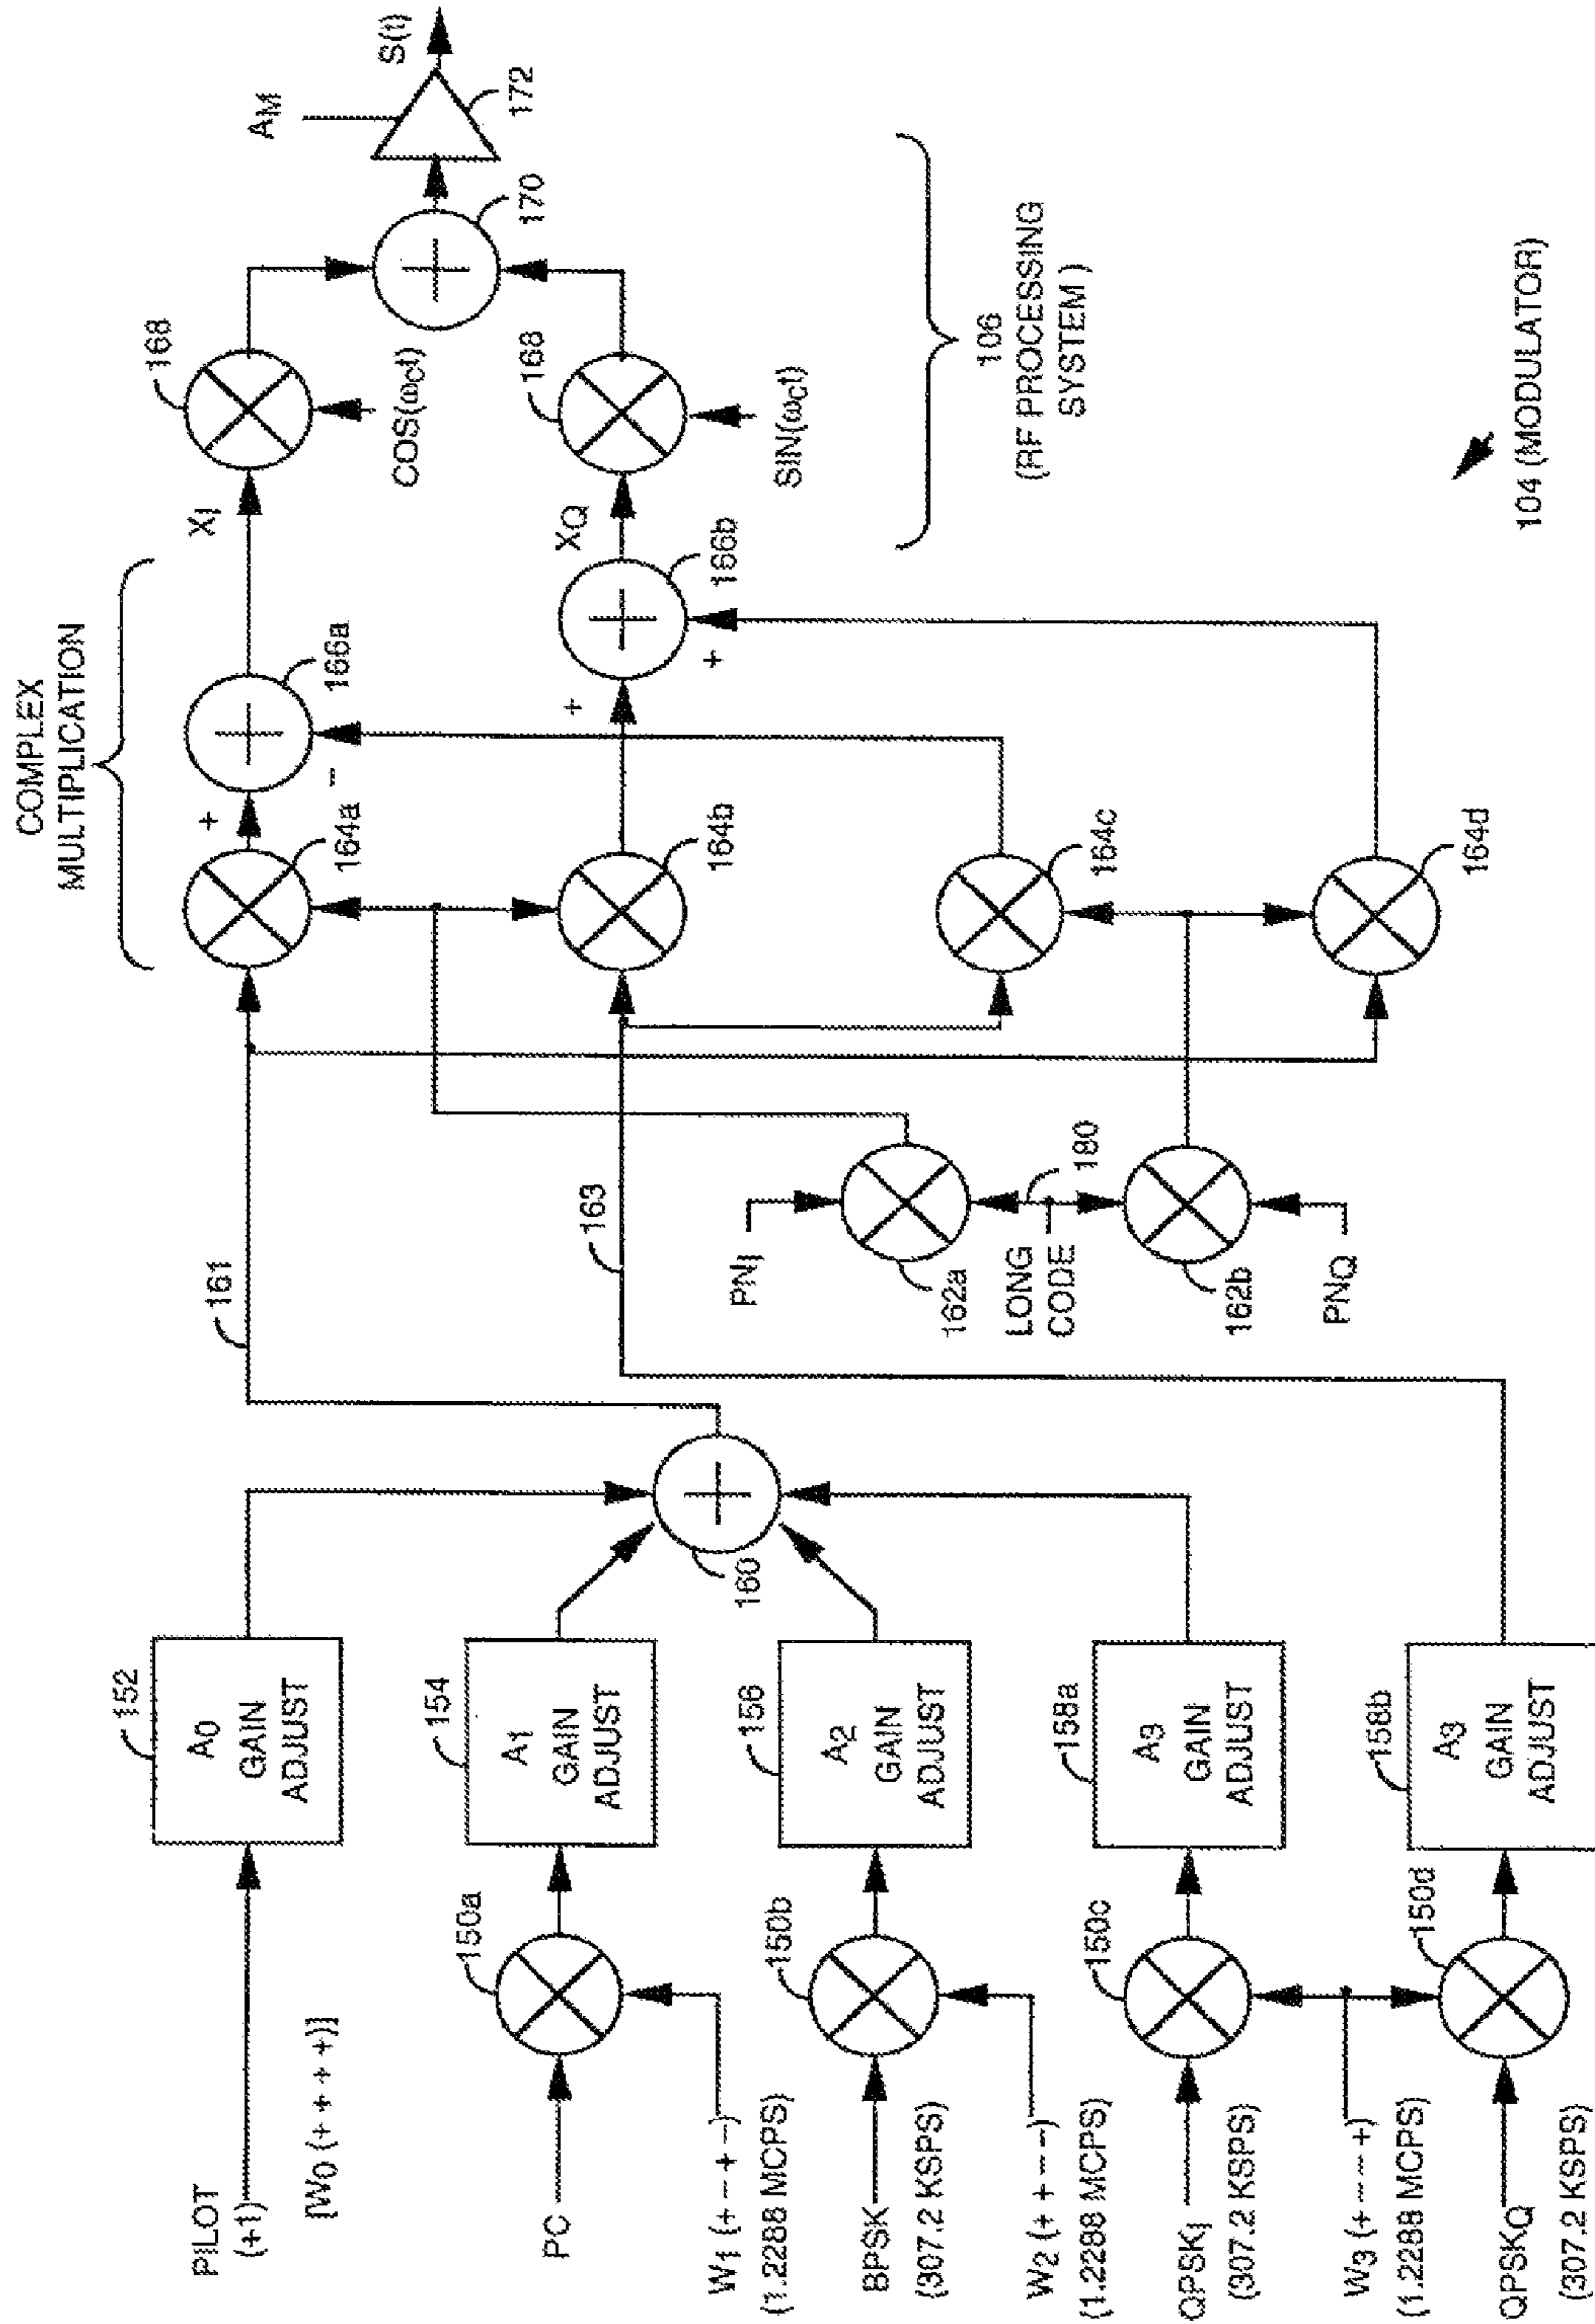 PILOT
(+1)
[W0 (+ + + +)]
152
A0
GAIN
ADJUST
PC
150a
W1 (+ – + –)
(1.2288 MCPS)
154
A1
GAIN
ADJUST
BPSK
(307.2 KSPS)
150b
W2 (+ + – –)
(1.2288 MCPS)
156
A2
GAIN
ADJUST
QPSKI
(307.2 KSPS)
150c
158a
A3
GAIN
ADJUST
W3 (+ – – +)
(1.2288 MCPS)
QPSKQ
(307.2 KSPS)
150d
158b
A3
GAIN
ADJUST
160
161
163
PNI
162a
LONG
CODE
180
162b
PNQ
COMPLEX
MULTIPLICATION
164a
+
–
166a
164b
+
+
166b
164c
164d
XI
XQ
168
COS(ωct)
168
SIN(ωct)
170
AM
172
S(t)
106
(RF PROCESSING
SYSTEM )
104 (MODULATOR)